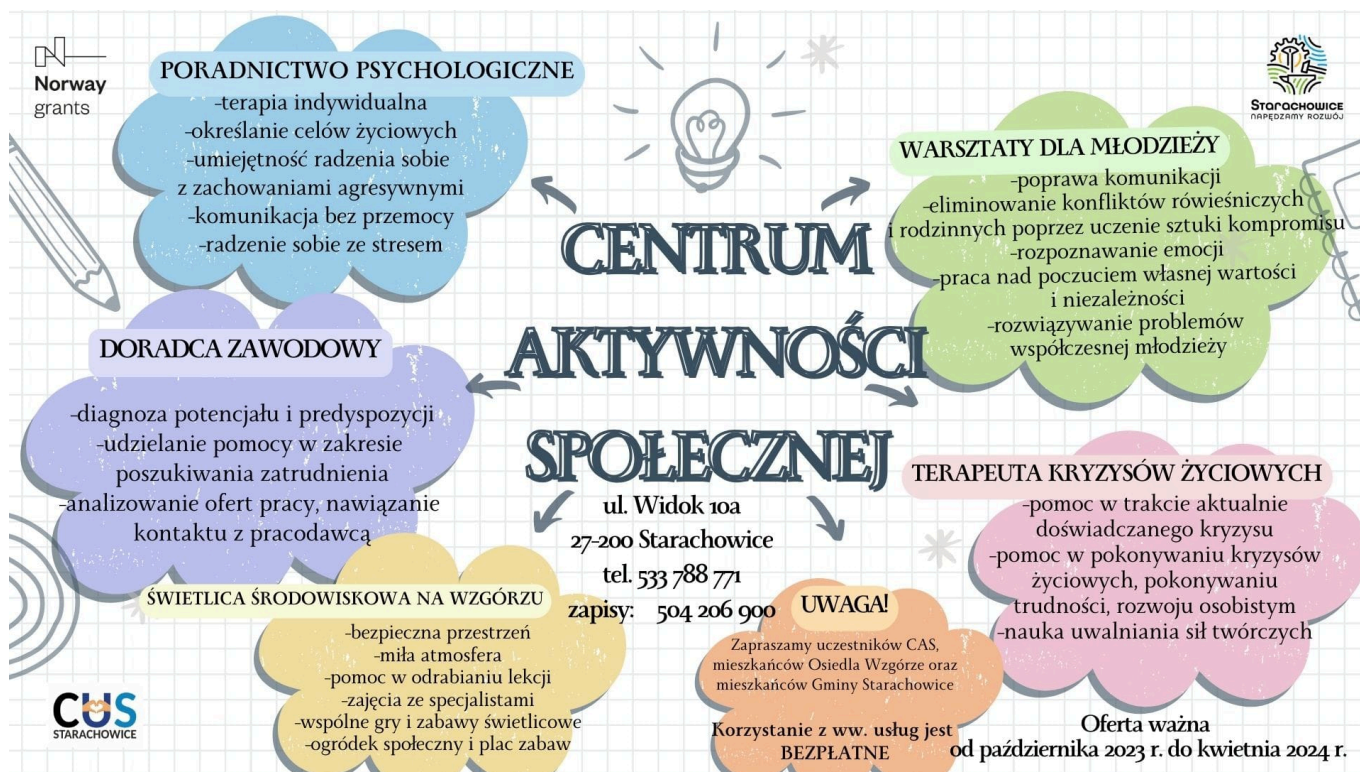 Norway
grants
PORADNICTWO PSYCHOLOGICZNE
-terapia indywidualna
-określanie celów życiowych
-umiejętność radzenia sobie
z zachowaniami agresywnymi
-komunikacja bez przemocy
-radzenie sobie ze stresem
Starachowice
NAPĘDZAMY ROZWÓJ
WARSZTATY DLA MŁODZIEŻY
-poprawa komunikacji
-eliminowanie konfliktów rówieśniczych
i rodzinnych poprzez uczenie sztuki kompromisu
-rozpoznawanie emocji
-praca nad poczuciem własnej wartości
i niezależności
-rozwiązywanie problemów
współczesnej młodzieży
CENTRUM
AKTYWNOŚCI
SPOŁECZNEJ
ul. Widok 10a
27-200 Starachowice
tel. 533 788 771
zapisy: 504 206 900
DORADCA ZAWODOWY
-diagnoza potencjału i predyspozycji
-udzielanie pomocy w zakresie
poszukiwania zatrudnienia
-analizowanie ofert pracy, nawiązanie
kontaktu z pracodawcą
TERAPEUTA KRYZYSÓW ŻYCIOWYCH
-pomoc w trakcie aktualnie
doświadczanego kryzysu
-pomoc w pokonywaniu kryzysów
życiowych, pokonywaniu
trudności, rozwoju osobistym
-nauka uwalniania sił twórczych
ŚWIETLICA ŚRODOWISKOWA NA WZGÓRZU
-bezpieczna przestrzeń
-miła atmosfera
-pomoc w odrabianiu lekcji
-zajęcia ze specjalistami
-wspólne gry i zabawy świetlicowe
-ogródek społeczny i plac zabaw
UWAGA!
Zapraszamy uczestników CAS,
mieszkańców Osiedla Wzgórze oraz
mieszkańców Gminy Starachowice
Korzystanie z ww. usług jest
BEZPŁATNE
CUS
STARACHOWICE
Oferta ważna
od października 2023 r. do kwietnia 2024 r.